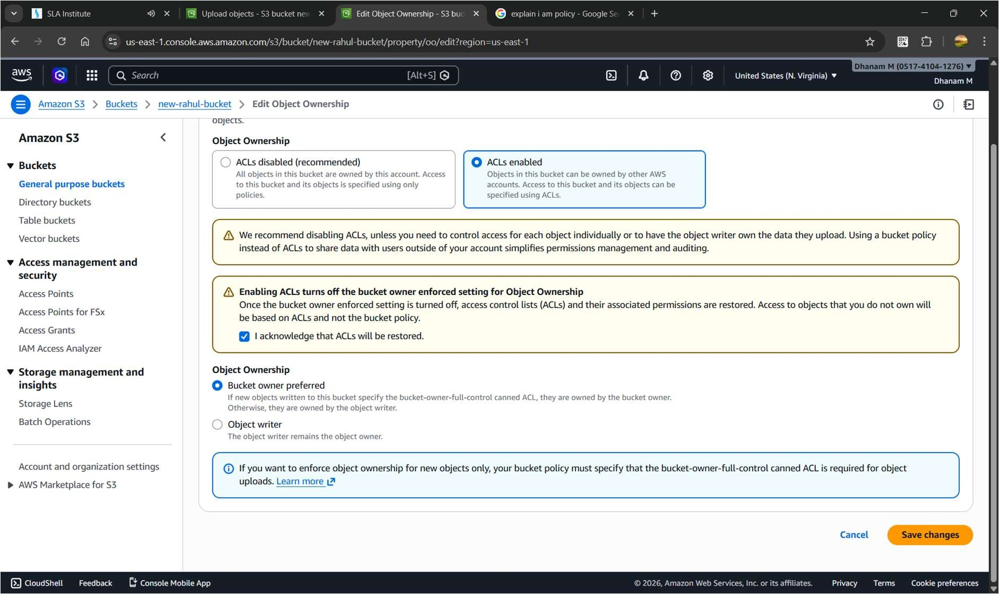 SLA Institute
Upload objects - S3 bucket new
Edit Object Ownership - S3 buc
explain i am policy - Google Se
us-east-1.console.aws.amazon.com/s3/bucket/new-rahul-bucket/property/oo/edit?region=us-east-1
aws
Search
[Alt+S]
United States (N. Virginia)
Dhanam M (0517-4104-1276)
Dhanam M
Amazon S3
Buckets
new-rahul-bucket
Edit Object Ownership
Amazon S3
Buckets
General purpose buckets
Directory buckets
Table buckets
Vector buckets
Access management and
security
Access Points
Access Points for FSx
Access Grants
IAM Access Analyzer
Storage management and
insights
Storage Lens
Batch Operations
Account and organization settings
AWS Marketplace for S3
objects.
Object Ownership
ACLs disabled (recommended)
All objects in this bucket are owned by this account. Access
to this bucket and its objects is specified using only
policies.
ACLs enabled
Objects in this bucket can be owned by other AWS
accounts. Access to this bucket and its objects can be
specified using ACLs.
We recommend disabling ACLs, unless you need to control access for each object individually or to have the object writer own the data they upload. Using a bucket policy
instead of ACLs to share data with users outside of your account simplifies permissions management and auditing.
Enabling ACLs turns off the bucket owner enforced setting for Object Ownership
Once the bucket owner enforced setting is turned off, access control lists (ACLs) and their associated permissions are restored. Access to objects that you do not own will
be based on ACLs and not the bucket policy.
I acknowledge that ACLs will be restored.
Object Ownership
Bucket owner preferred
If new objects written to this bucket specify the bucket-owner-full-control canned ACL, they are owned by the bucket owner.
Otherwise, they are owned by the object writer.
Object writer
The object writer remains the object owner.
If you want to enforce object ownership for new objects only, your bucket policy must specify that the bucket-owner-full-control canned ACL is required for object
uploads. Learn more
Cancel
Save changes
CloudShell
Feedback
Console Mobile App
© 2026, Amazon Web Services, Inc. or its affiliates.
Privacy
Terms
Cookie preferences